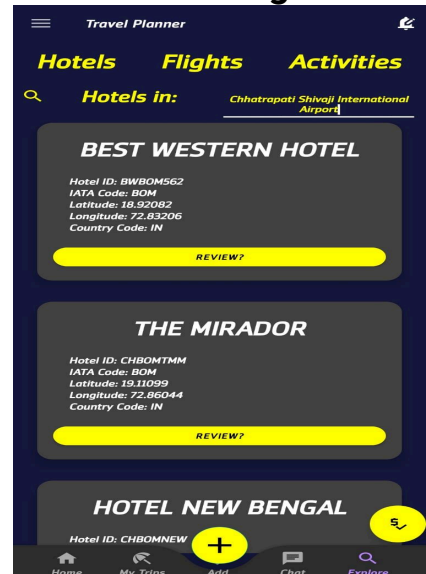 Travel Planner
Hotels Flights Activities
Hotels in: Chhatrapati Shivaji International
Airport
BEST WESTERN HOTEL
Hotel ID: BWBOM562
IATA Code: BOM
Latitude: 18.92082
Longitude: 72.83206
Country Code: IN
REVIEW?
THE MIRADOR
Hotel ID: CHBOMTMM
IATA Code: BOM
Latitude: 19.11099
Longitude: 72.86044
Country Code: IN
REVIEW?
HOTEL NEW BENGAL
Hotel ID: CHBOMNEW
Home My Trips Add Chat Explore